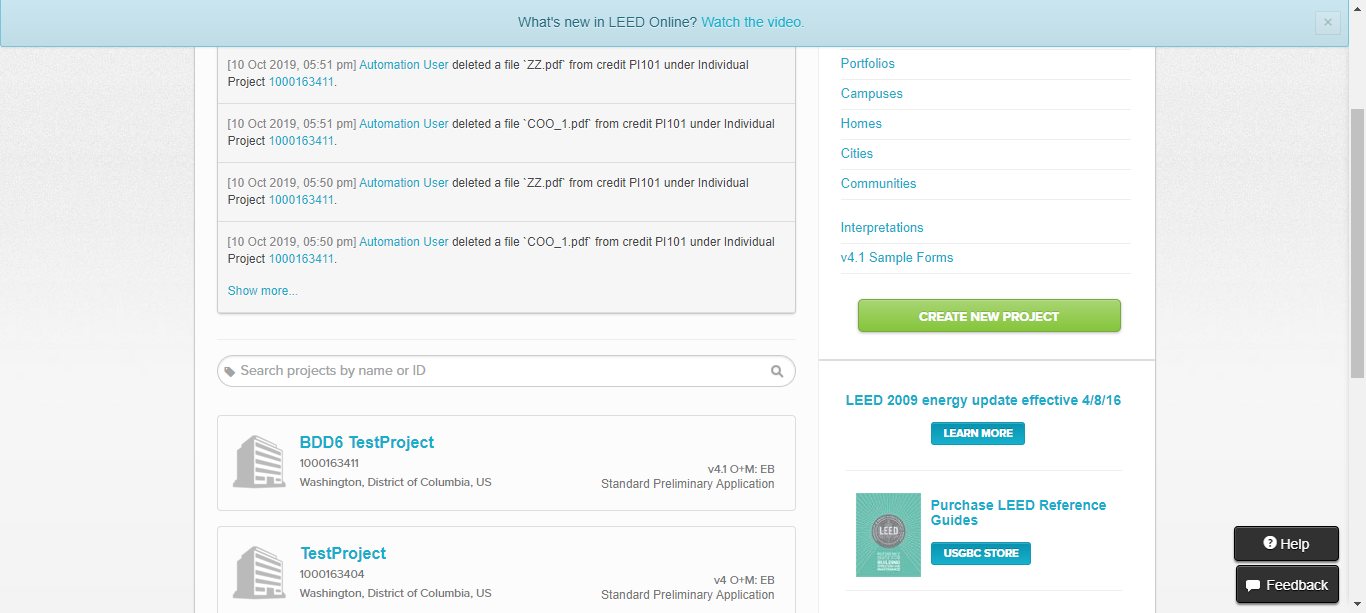 What's new in LEED Online? Watch the video.
×
[10 Oct 2019, 05:51 pm] Automation User deleted a file `ZZ.pdf` from credit PI101 under Individual
Project 1000163411.
[10 Oct 2019, 05:51 pm] Automation User deleted a file `COO_1.pdf` from credit PI101 under Individual
Project 1000163411.
[10 Oct 2019, 05:50 pm] Automation User deleted a file `ZZ.pdf` from credit PI101 under Individual
Project 1000163411.
[10 Oct 2019, 05:50 pm] Automation User deleted a file `COO_1.pdf` from credit PI101 under Individual
Project 1000163411.
Show more...
Search projects by name or ID
BDD6 TestProject
1000163411
Washington, District of Columbia, US
v4.1 O+M: EB
Standard Preliminary Application
TestProject
1000163404
Washington, District of Columbia, US
v4 O+M: EB
Standard Preliminary Application
Portfolios
Campuses
Homes
Cities
Communities
Interpretations
v4.1 Sample Forms
CREATE NEW PROJECT
LEED 2009 energy update effective 4/8/16
LEARN MORE
LEED
Purchase LEED Reference
Guides
USGBC STORE
Help
Feedback